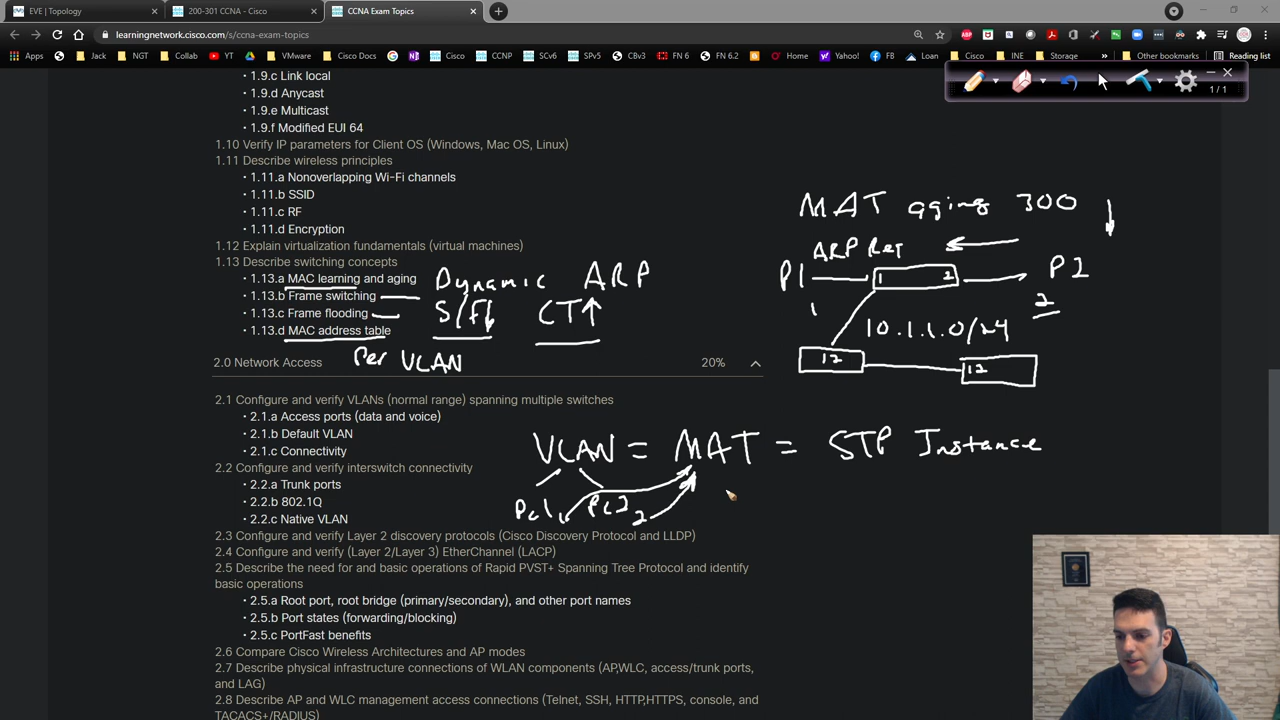 EVE | Topology
200-301 CCNA - Cisco
CCNA Exam Topics
learningnetwork.cisco.com/s/ccna-exam-topics
Apps Jack NGT Collab VMware Cisco Docs Cisco CCNP SCv6 SPv5 CBv3 FN 6 FN 6.2 Home Yahoo! FB Loan Cisco INE Storage » Other bookmarks Reading list
1/1
• 1.9.c Link local
• 1.9.d Anycast
• 1.9.e Multicast
• 1.9.f Modified EUI 64
1.10 Verify IP parameters for Client OS (Windows, Mac OS, Linux)
1.11 Describe wireless principles
• 1.11.a Nonoverlapping Wi-Fi channels
• 1.11.b SSID
• 1.11.c RF
• 1.11.d Encryption
1.12 Explain virtualization fundamentals (virtual machines)
1.13 Describe switching concepts
• 1.13.a MAC learning and aging
• 1.13.b Frame switching
• 1.13.c Frame flooding
• 1.13.d MAC address table
Dynamic ARP
S/F↓ CT↑
Per VLAN
MAT aging 300
ARP Req
P1 1 2 P2
1 2
10.1.1.0/24
12 12
2.0 Network Access 20%
2.1 Configure and verify VLANs (normal range) spanning multiple switches
• 2.1.a Access ports (data and voice)
• 2.1.b Default VLAN
• 2.1.c Connectivity
2.2 Configure and verify interswitch connectivity
• 2.2.a Trunk ports
• 2.2.b 802.1Q
• 2.2.c Native VLAN
VLAN = MAT = STP Instance
PC1 1 PC2 2
2.3 Configure and verify Layer 2 discovery protocols (Cisco Discovery Protocol and LLDP)
2.4 Configure and verify (Layer 2/Layer 3) EtherChannel (LACP)
2.5 Describe the need for and basic operations of Rapid PVST+ Spanning Tree Protocol and identify
basic operations
• 2.5.a Root port, root bridge (primary/secondary), and other port names
• 2.5.b Port states (forwarding/blocking)
• 2.5.c PortFast benefits
2.6 Compare Cisco Wireless Architectures and AP modes
2.7 Describe physical infrastructure connections of WLAN components (AP,WLC, access/trunk ports,
and LAG)
2.8 Describe AP and WLC management access connections (Telnet, SSH, HTTP,HTTPS, console, and
TACACS+/RADIUS)